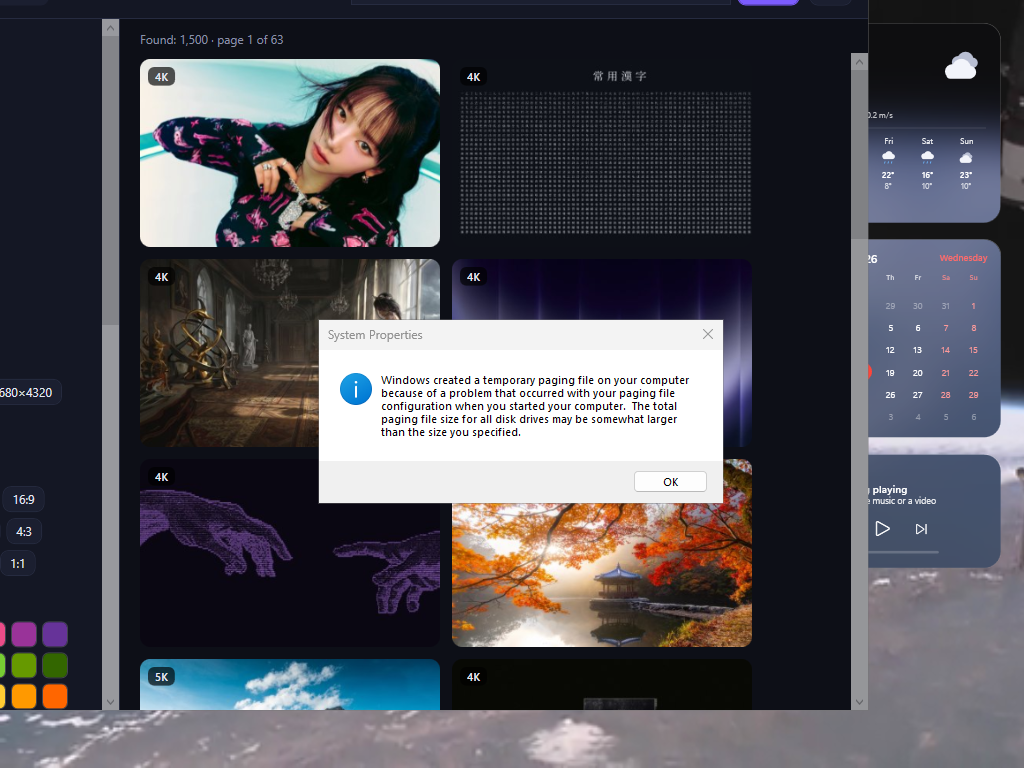 Found: 1,500 · page 1 of 63
4K
4K
常用漢字
4K
4K
System Properties
Windows created a temporary paging file on your computer
because of a problem that occurred with your paging file
configuration when you started your computer.  The total
paging file size for all disk drives may be somewhat larger
than the size you specified.
OK
4K
5K
4K
680×4320
16:9
4:3
1:1
0.2 m/s
Fri Sat Sun
22° 16° 23°
8° 10° 10°
26 Wednesday
Th Fr Sa Su
29 30 31 1
5 6 7 8
12 13 14 15
19 20 21 22
26 27 28 29
3 4 5 6
playing
music or a video